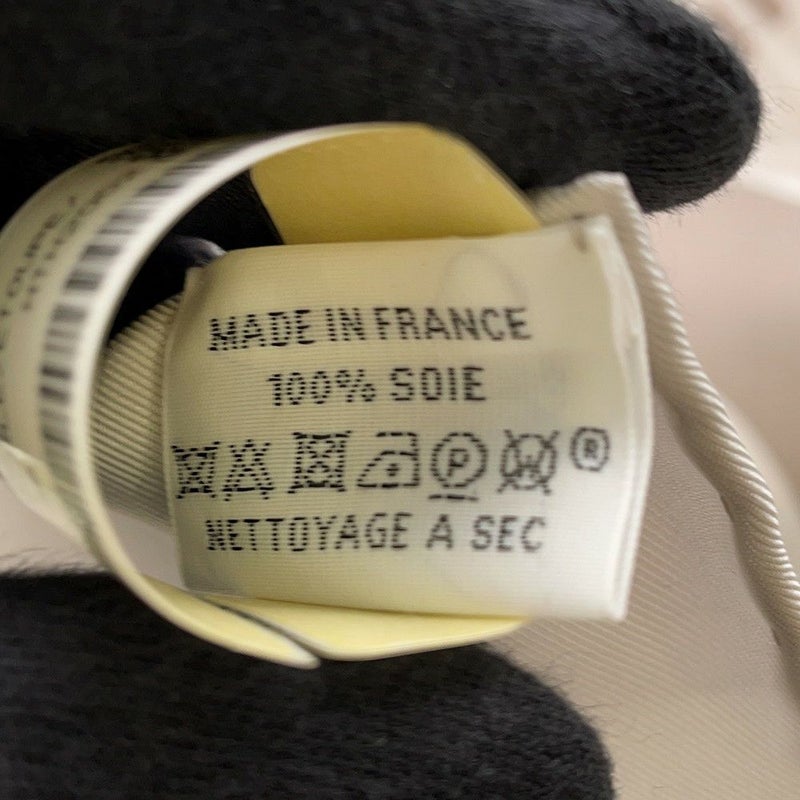 MADE IN FRANCE
100% SOIE
P W ®
NETTOYAGE A SEC